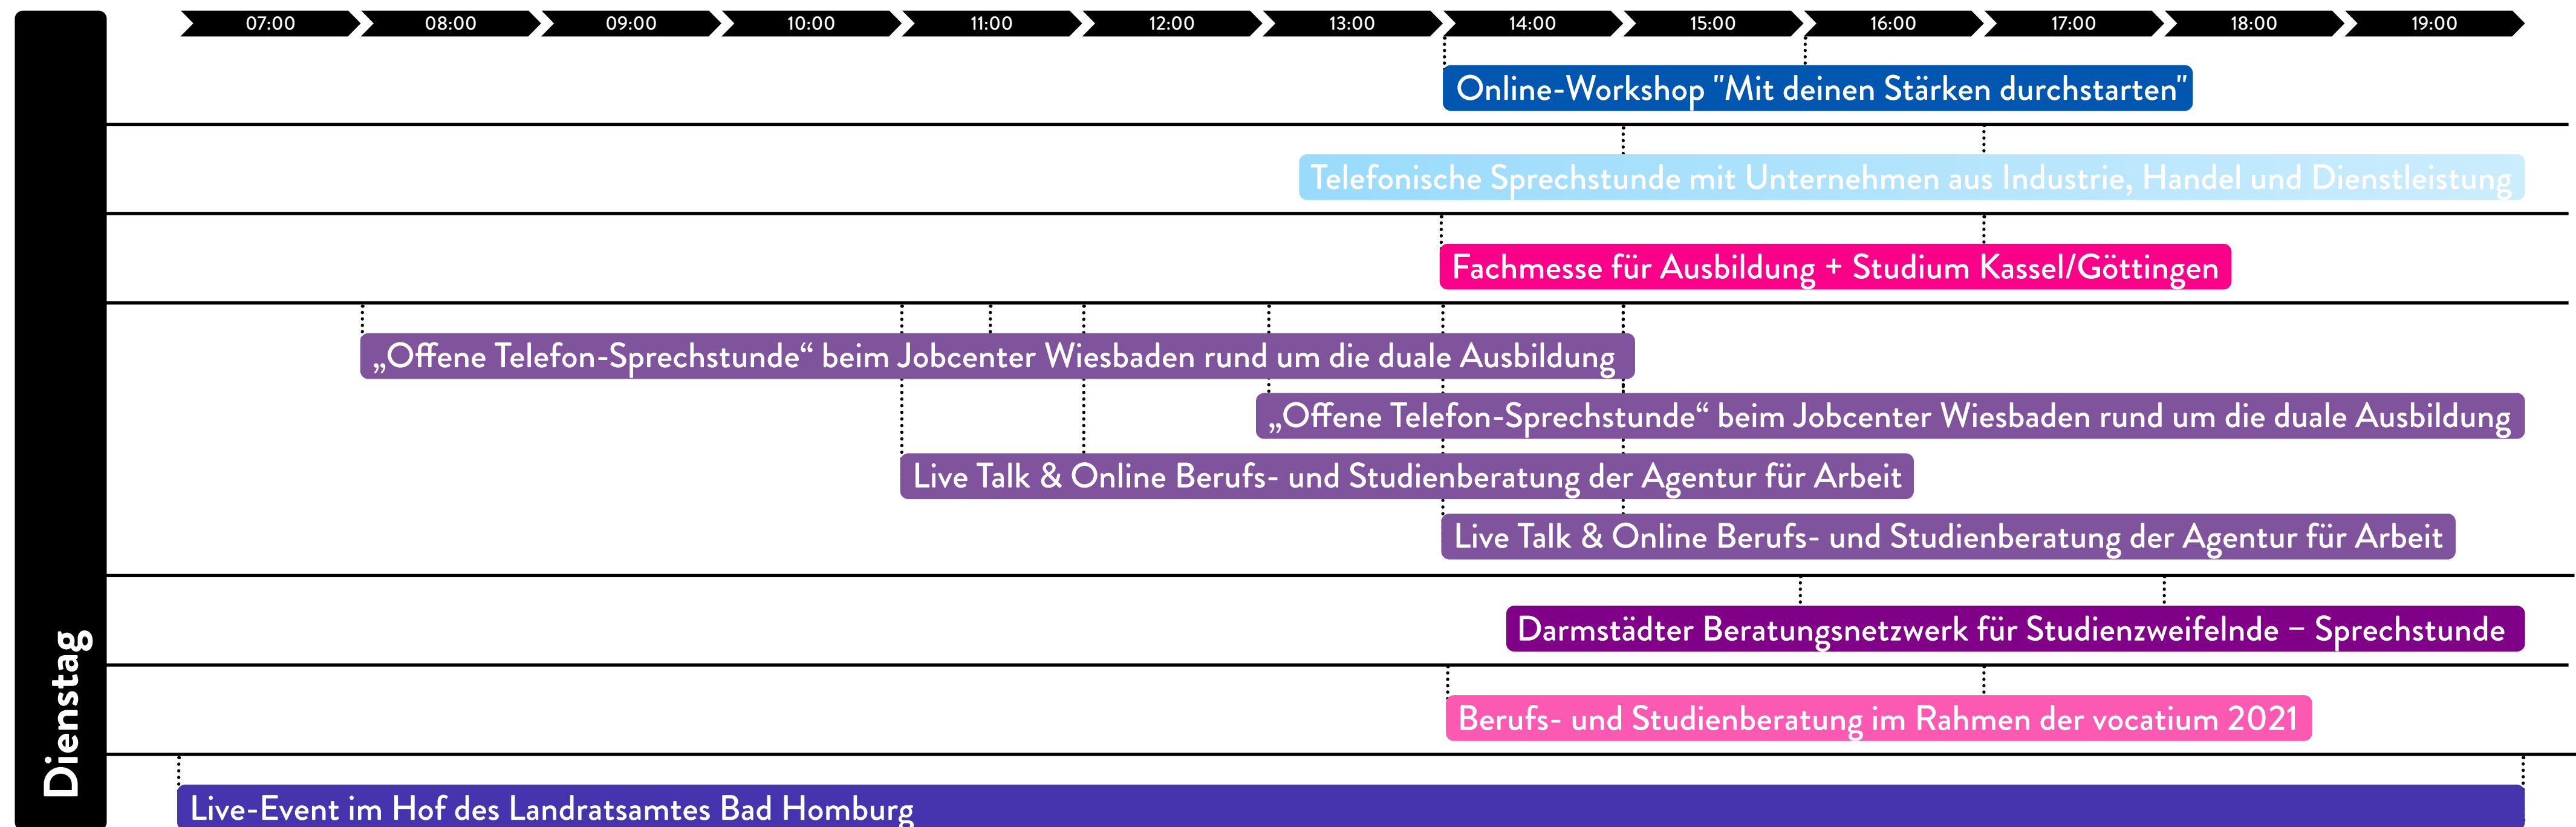 07:00 08:00 09:00 10:00 11:00 12:00 13:00 14:00 15:00 16:00 17:00 18:00 19:00
Dienstag
Online-Workshop "Mit deinen Stärken durchstarten"
Telefonische Sprechstunde mit Unternehmen aus Industrie, Handel und Dienstleistung
Fachmesse für Ausbildung + Studium Kassel/Göttingen
„Offene Telefon-Sprechstunde“ beim Jobcenter Wiesbaden rund um die duale Ausbildung
„Offene Telefon-Sprechstunde“ beim Jobcenter Wiesbaden rund um die duale Ausbildung
Live Talk & Online Berufs- und Studienberatung der Agentur für Arbeit
Live Talk & Online Berufs- und Studienberatung der Agentur für Arbeit
Darmstädter Beratungsnetzwerk für Studienzweifelnde – Sprechstunde
Berufs- und Studienberatung im Rahmen der vocatium 2021
Live-Event im Hof des Landratsamtes Bad Homburg